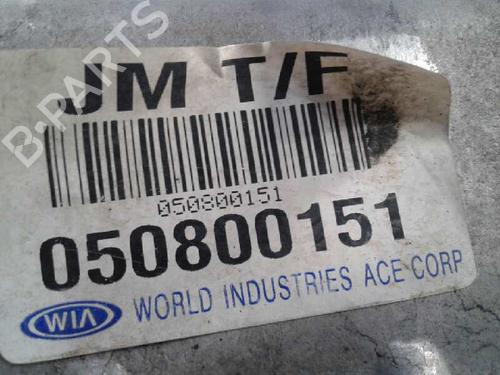 JM T/F
050800151
050800151
WIA WORLD INDUSTRIES ACE CORP
B-PARTS